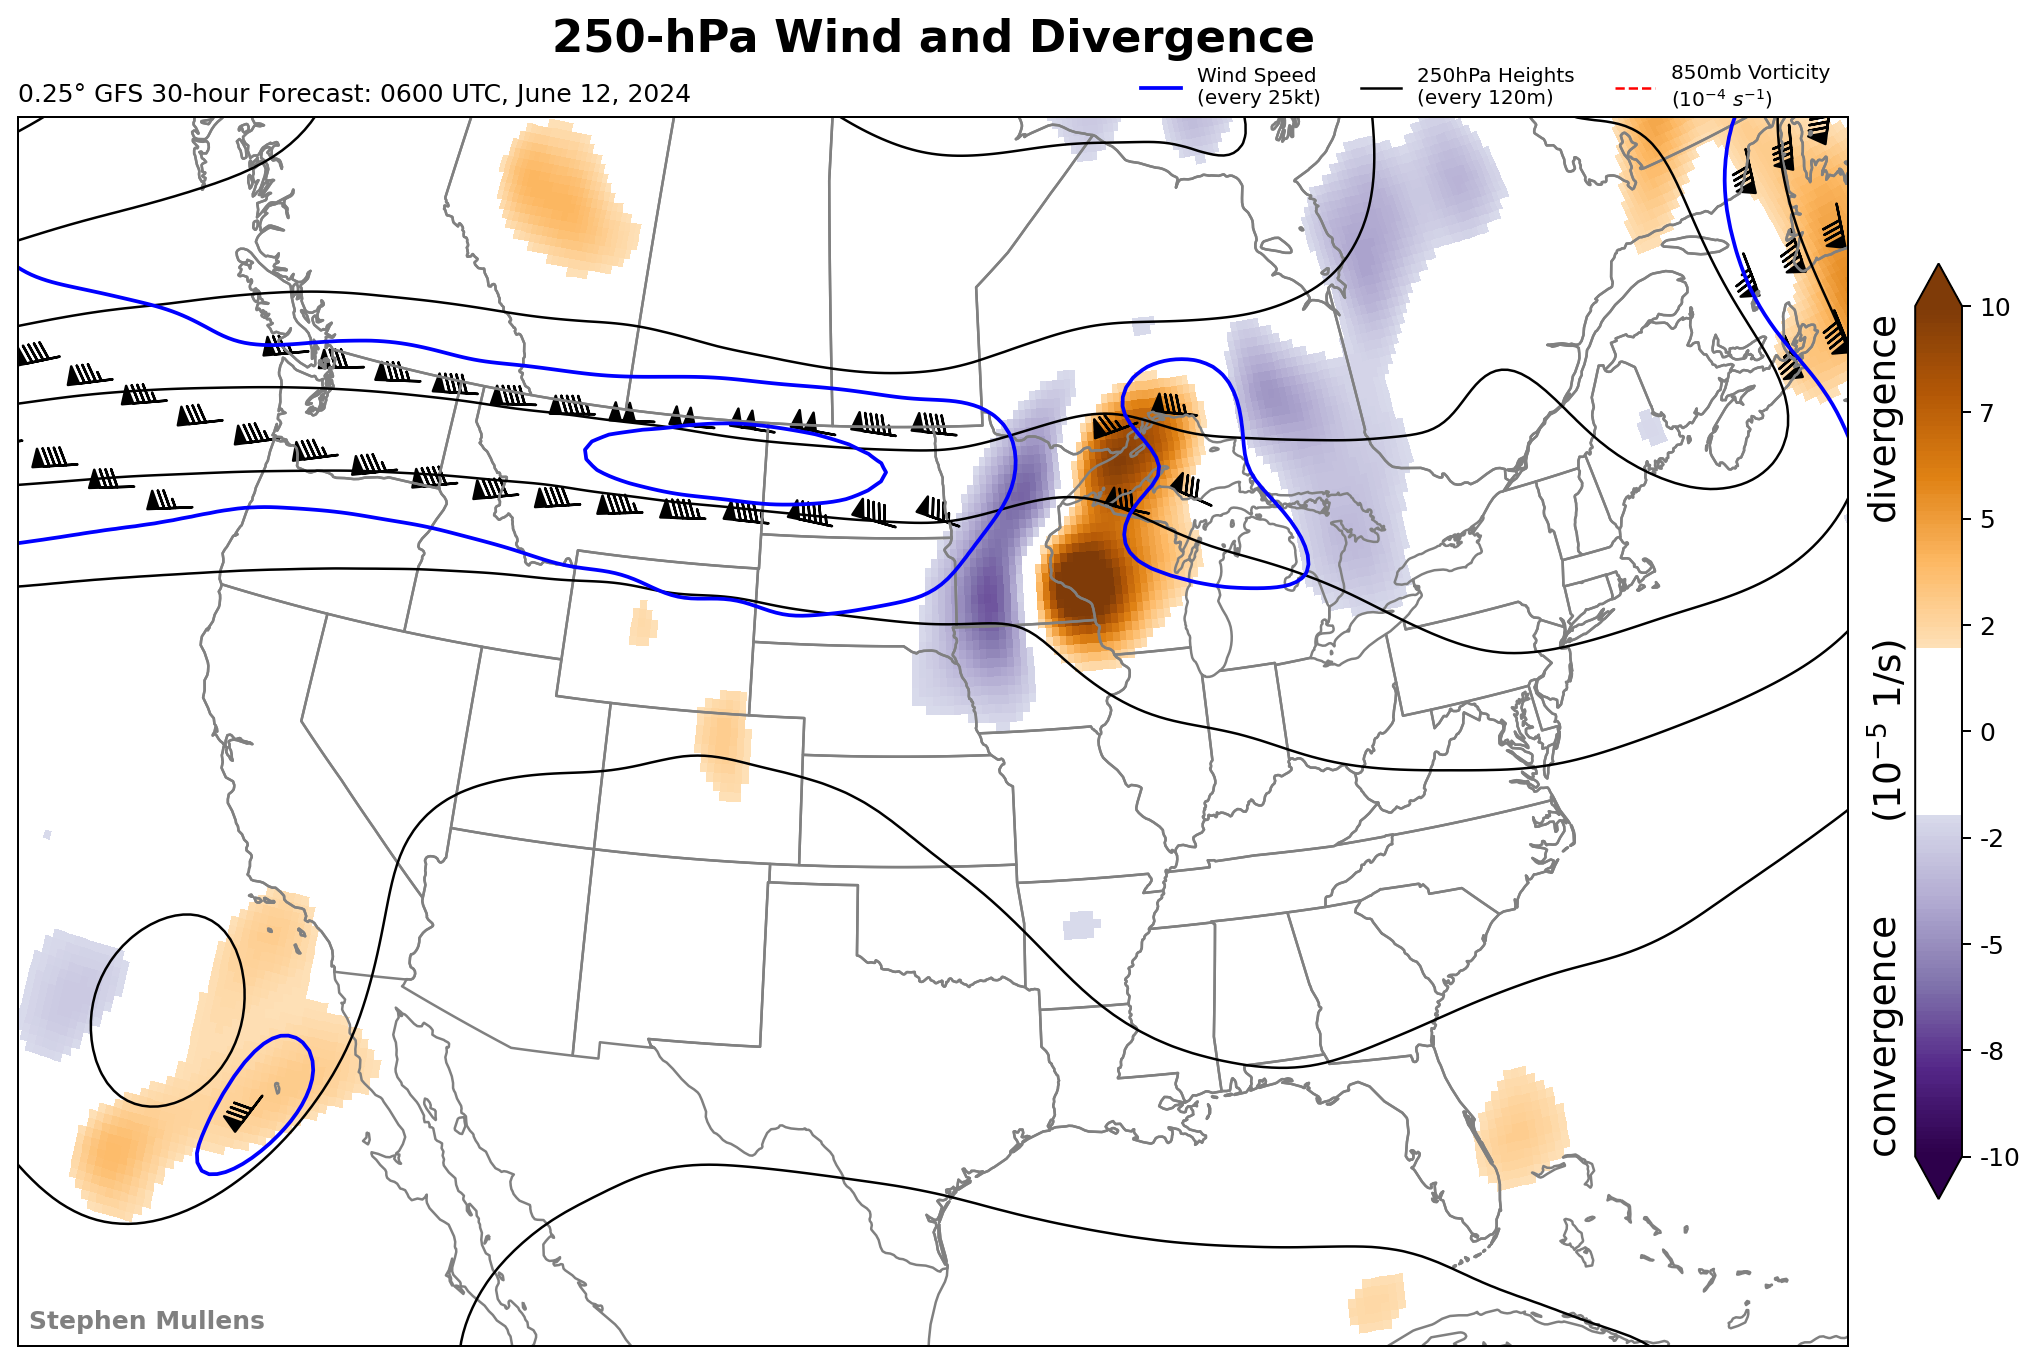 250-hPa Wind and Divergence
0.25° GFS 30-hour Forecast: 0600 UTC, June 12, 2024
Wind Speed
(every 25kt)
250hPa Heights
(every 120m)
850mb Vorticity
(10⁻⁴ s⁻¹)
10
7
5
2
0
-2
-5
-8
-10
convergence (10⁻⁵ 1/s) divergence
Stephen Mullens